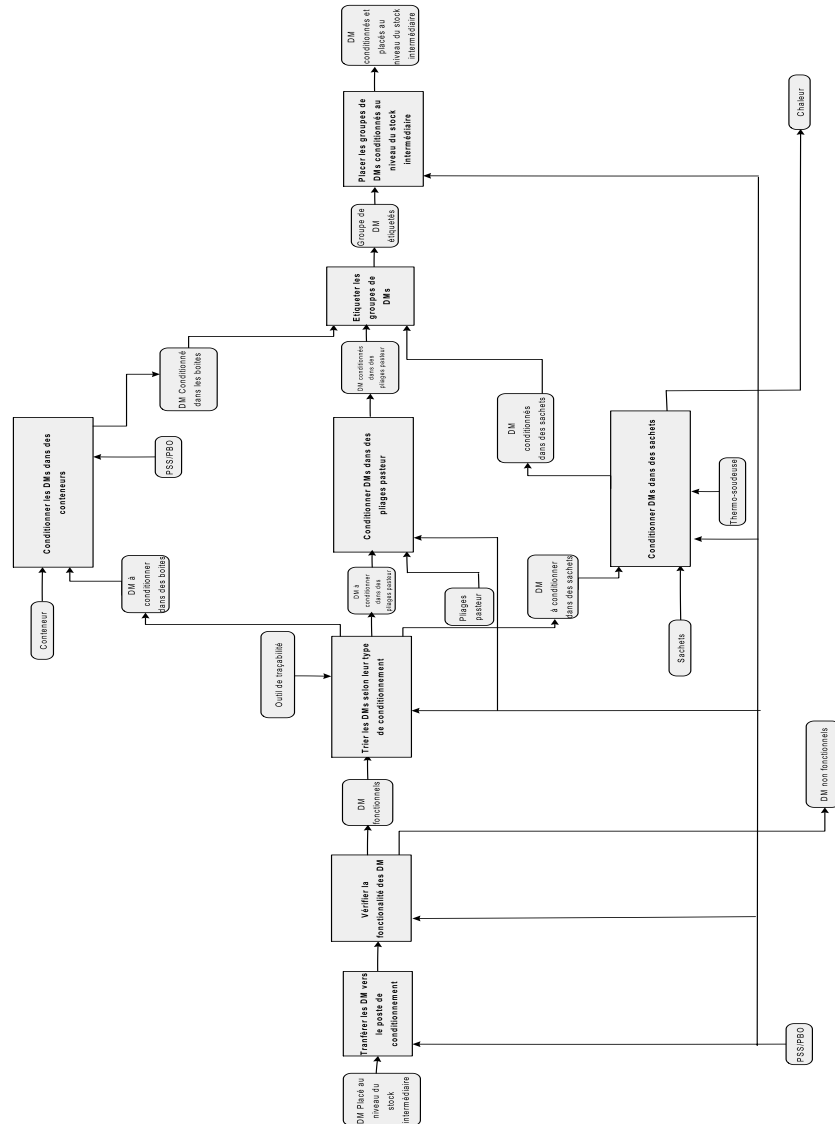 DM Placé au
niveau du
stock
intermédiaire
Tranférer les DM vers
le poste de
conditionnement
Vérifier la
fonctionalité des DM
DM
fonctionnels
Trier les DMs selon leur type
de conditionnement
Outil de traçabilité
Conteneur
DM à
conditionner
dans des boites
Conditionner les DMs dans des
conteneurs
PSS/PBO
DM Conditionné
dans les boites
DM à
conditionner
dans des
pliages pasteur
Pliages
pasteur
Conditionner DMs dans des
pliages pasteur
DM conditionnés
dans des
pliages pasteur
DM
à conditionner
dans des sachets
Sachets
Conditionner DMs dans des sachets
Thermo-soudeuse
DM
conditionnés
dans des sachets
Etiqueter les
groupes de
DMs
Groupe de
DM
étiquetés
Placer les groupes de
DMs conditionnés au
niveau du stock
intermédiaire
DM
conditionnés et
placés au
niveau du stock
intermédiaire
Chaleur
DM non fonctionnels
PSS/PBO